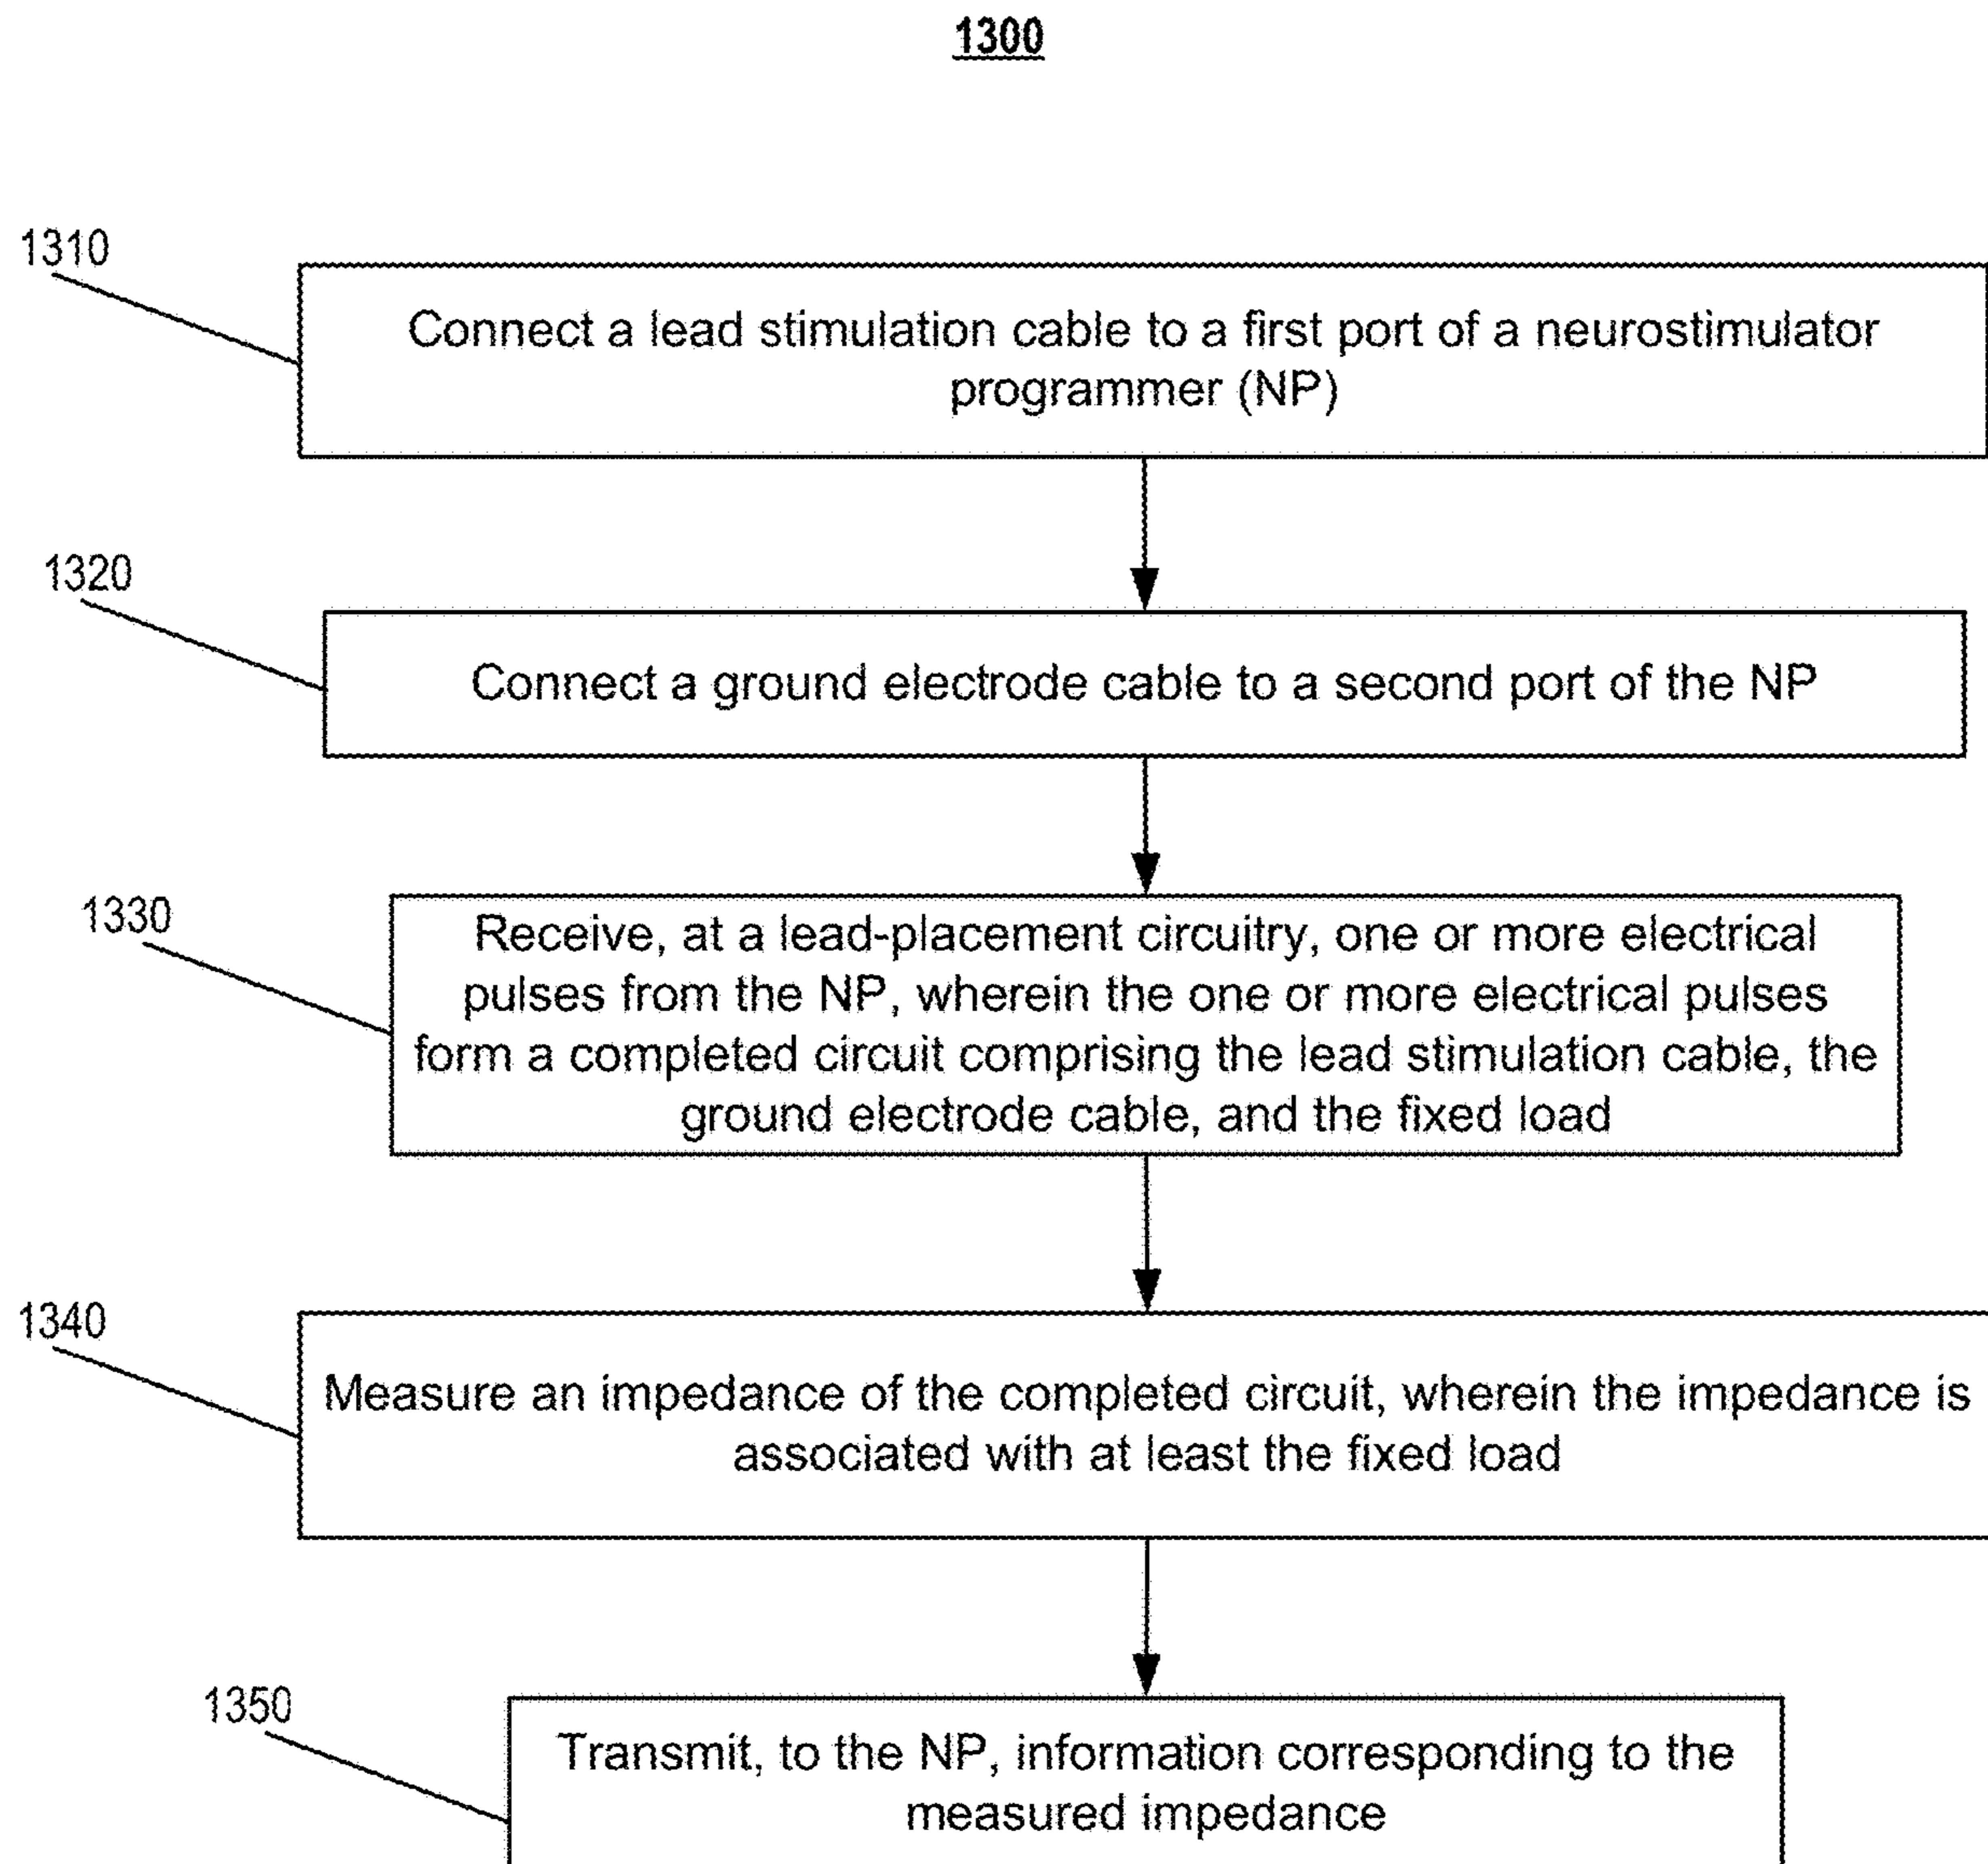 1300
1310
Connect a lead stimulation cable to a first port of a neurostimulator
programmer (NP)
1320
Connect a ground electrode cable to a second port of the NP
1330
Receive, at a lead-placement circuitry, one or more electrical
pulses from the NP, wherein the one or more electrical pulses
form a completed circuit comprising the lead stimulation cable, the
ground electrode cable, and the fixed load
1340
Measure an impedance of the completed circuit, wherein the impedance is
associated with at least the fixed load
1350
Transmit, to the NP, information corresponding to the
measured impedance